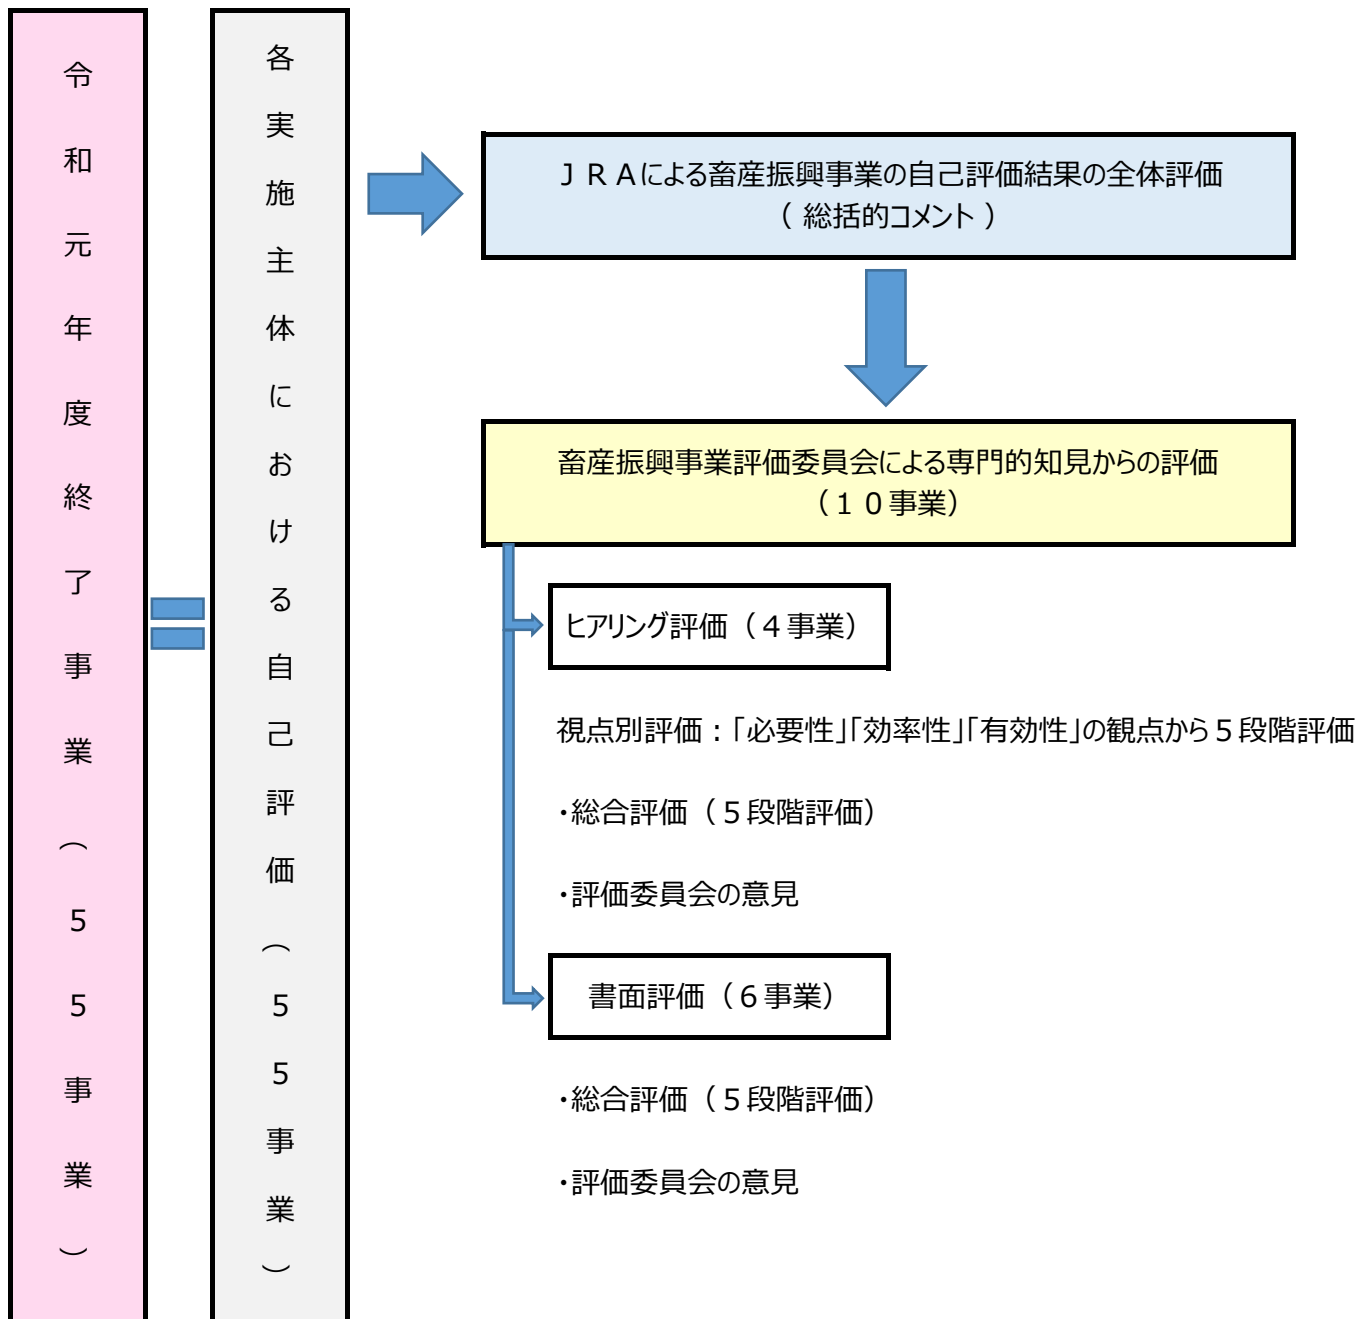 令和元年度終了事業（５５事業）
各実施主体における自己評価（５５事業）
ＪＲＡによる畜産振興事業の自己評価結果の全体評価
（ 総括的コメント ）
畜産振興事業評価委員会による専門的知見からの評価
（１０事業）
ヒアリング評価（４事業）
視点別評価：「必要性」「効率性」「有効性」の観点から５段階評価
・総合評価（５段階評価）
・評価委員会の意見
書面評価（６事業）
・総合評価（５段階評価）
・評価委員会の意見